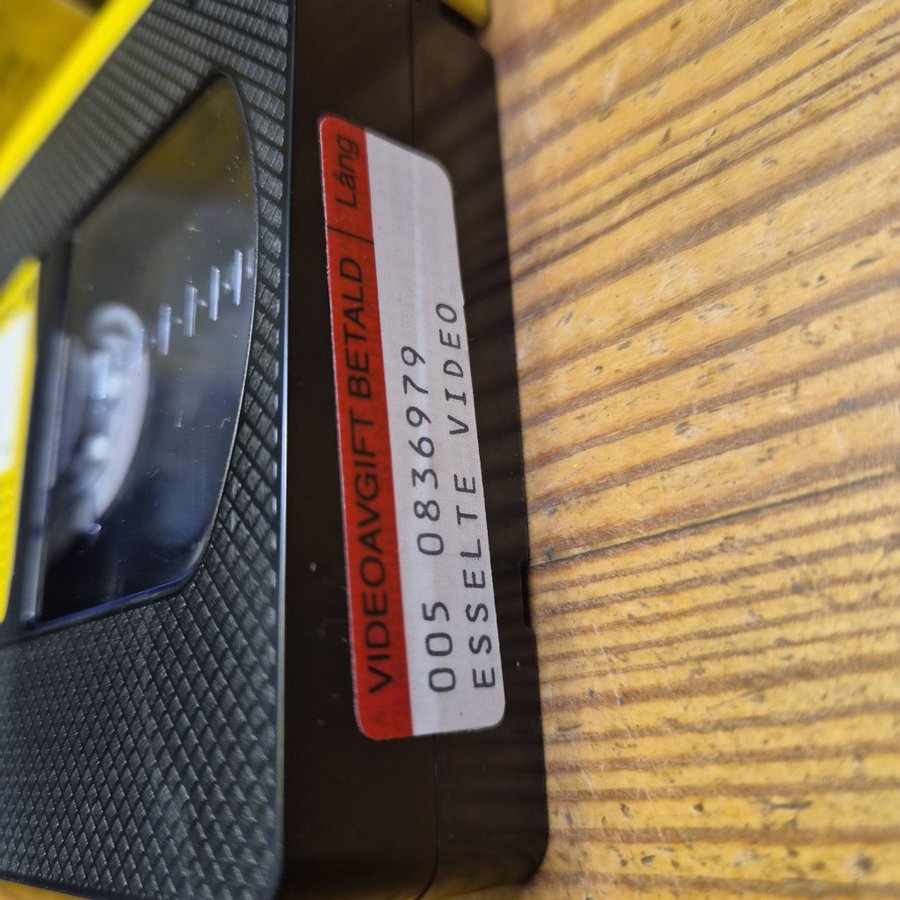 VIDEOAVGIFT BETALD | Lång
005 0836979
ESSELTE VIDEO